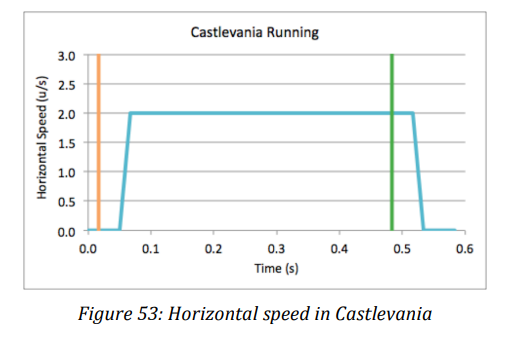 Castlevania Running
Horizontal Speed (u/s)
3.0
2.5
2.0
1.5
1.0
0.5
0.0
0.0 0.1 0.2 0.3 0.4 0.5 0.6
Time (s)
Figure 53: Horizontal speed in Castlevania